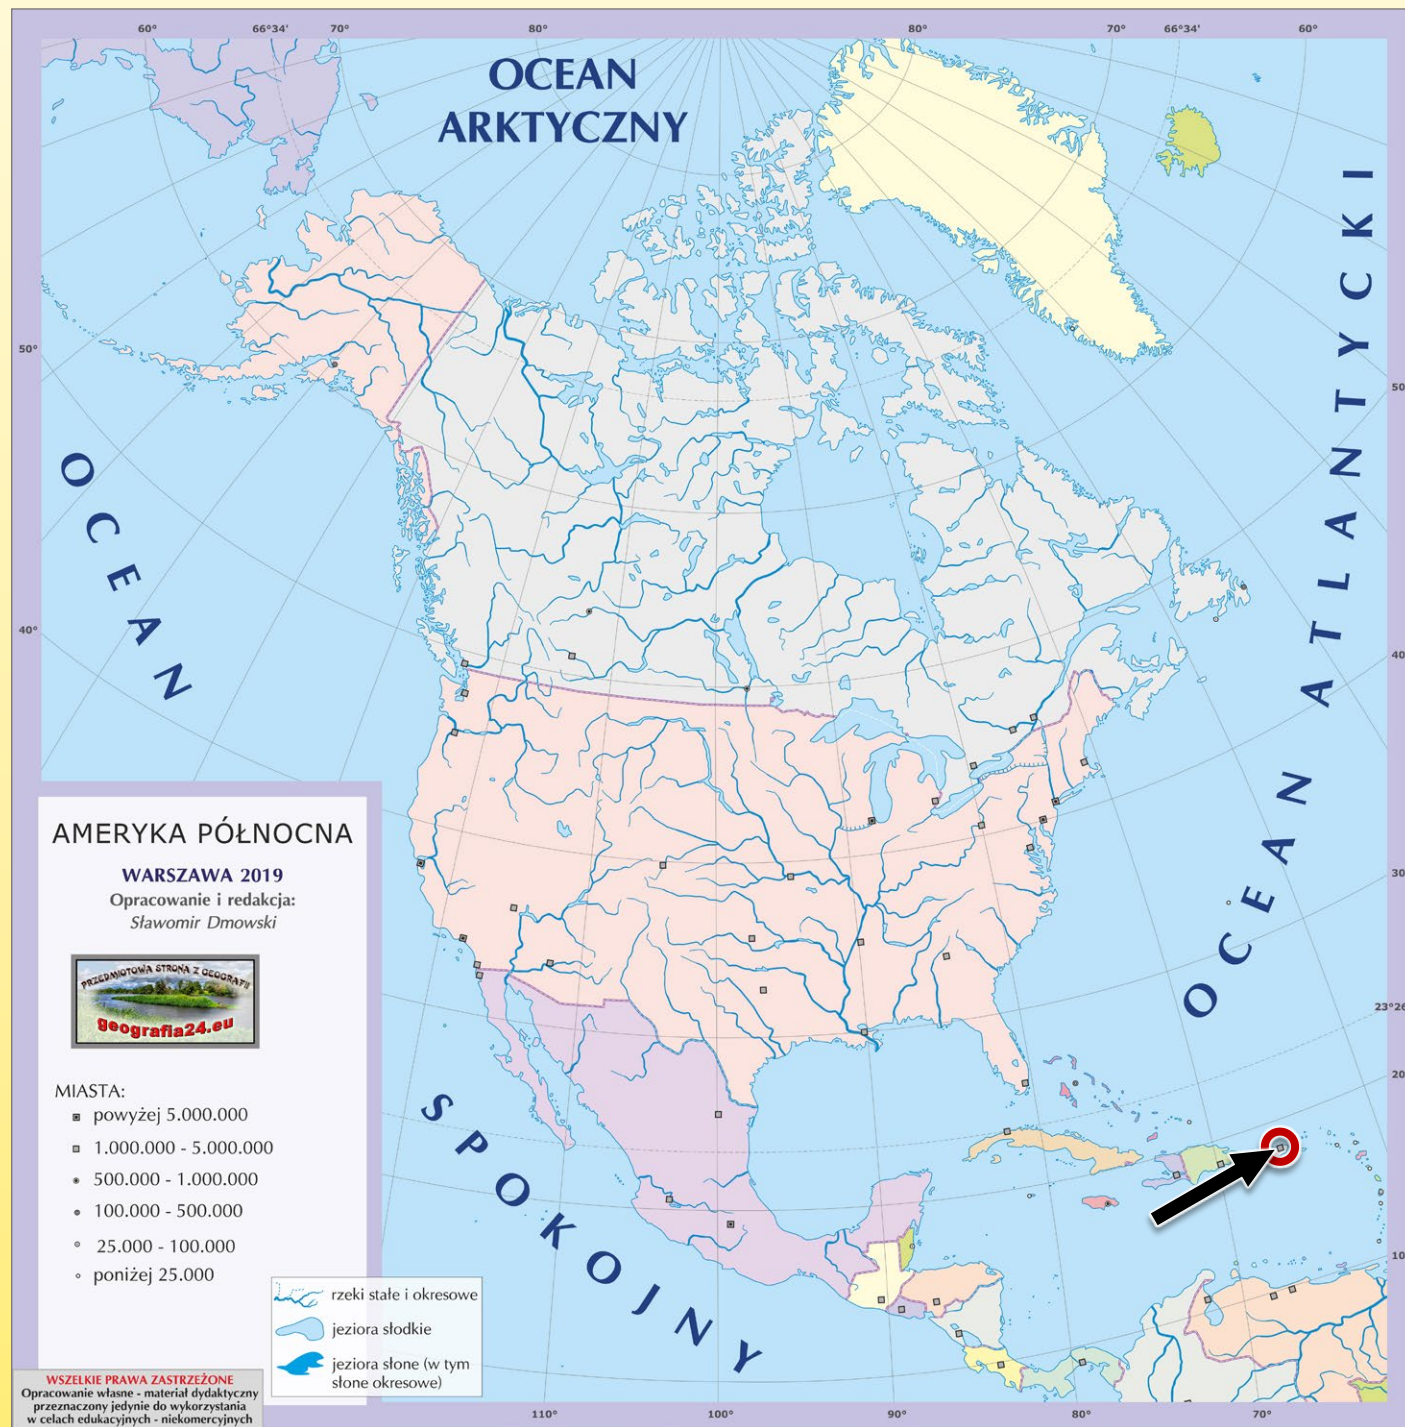 60° 66°34' 70° 80° 80° 70° 66°34' 60°
OCEAN
ARKTYCZNY
OCEAN ATLANTYCKI
50°
40°
50
40
30
23°26
20
10
OCEAN
SPOKOJNY
AMERYKA PÓŁNOCNA
WARSZAWA 2019
Opracowanie i redakcja:
Sławomir Dmowski
PRZEDMIOTOWA STRONA Z GEOGRAFII
geografia24.eu
MIASTA:
powyżej 5.000.000
1.000.000 - 5.000.000
500.000 - 1.000.000
100.000 - 500.000
25.000 - 100.000
poniżej 25.000
rzeki stałe i okresowe
jeziora słodkie
jeziora słone (w tym
słone okresowe)
WSZELKIE PRAWA ZASTRZEŻONE
Opracowanie własne - materiał dydaktyczny
przeznaczony jedynie do wykorzystania
w celach edukacyjnych - niekomercyjnych
110° 100° 90° 80° 70°